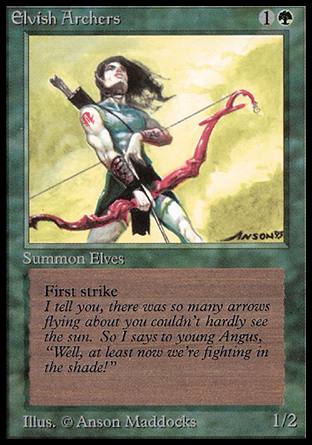 Elvish Archers 1
ANSON 93
Summon Elves
First strike
I tell you, there was so many arrows
flying about you couldn't hardly see
the sun. So I says to young Angus,
"Well, at least now we're fighting in
the shade!"
Illus. © Anson Maddocks 1/2